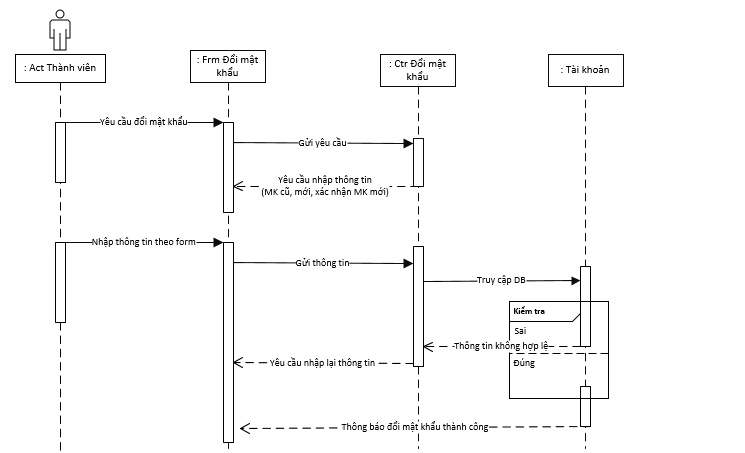 : Act Thành viên
: Frm Đổi mật
khẩu
: Ctr Đổi mật
khẩu
: Tài khoản
Yêu cầu đổi mật khẩu
Gửi yêu cầu
Yêu cầu nhập thông tin
(MK cũ, mới, xác nhận MK mới)
Nhập thông tin theo form
Gửi thông tin
Truy cập DB
Kiểm tra
Sai
Thông tin không hợp lệ
Yêu cầu nhập lại thông tin
Đúng
Thông báo đổi mật khẩu thành công